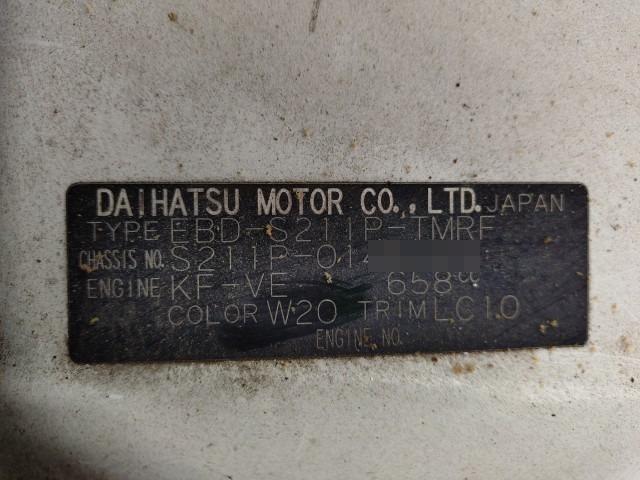 DAIHATSU MOTOR CO., LTD. JAPAN
TYPE EBD-S211P-TMRF
CHASSIS NO. S211P-014
ENGINE KF-VE 658cc
COLOR W20 TRIM LC10
ENGINE NO.